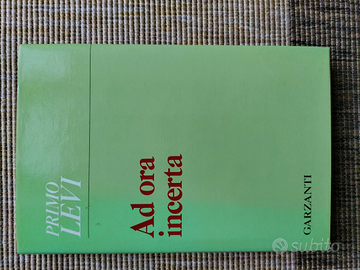 PRIMO
LEVI
Ad ora
incerta
GARZANTI
subito